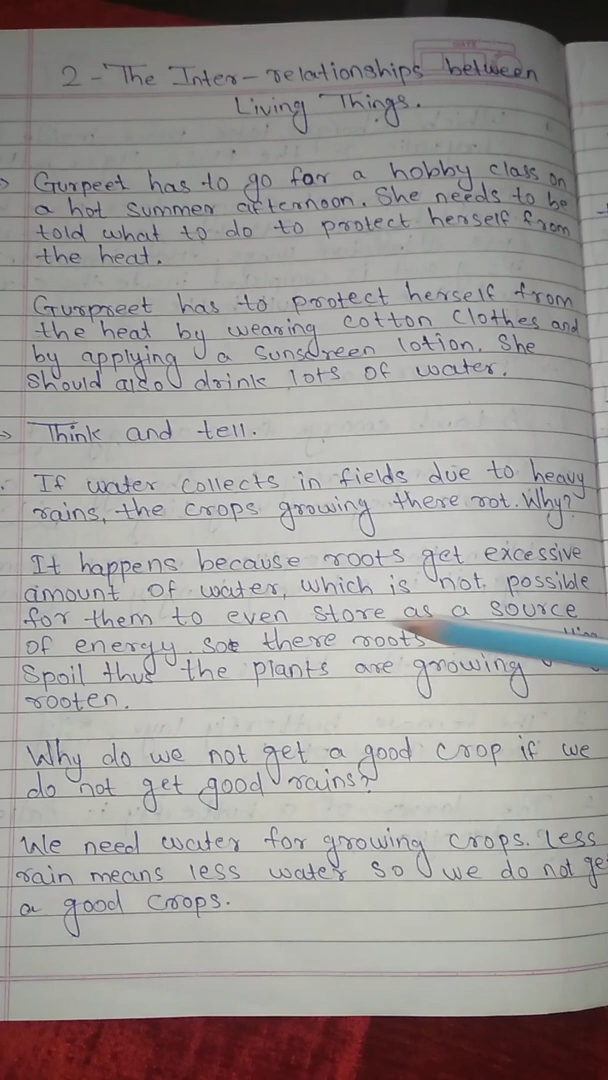 DATE
2 - The Inter-relationships between
Living Things.
Gurpeet has to go for a hobby class on
a hot summer afternoon. She needs to be
told what to do to protect herself from
the heat.
Gurpreet has to protect herself from
the heat by wearing cotton clothes and
by applying a sunscreen lotion. She
should also drink lots of water.
Think and tell.
If water collects in fields due to heavy
rains, the crops growing there rot. Why?
It happens because roots get excessive
amount of water, which is not possible
for them to even store as a source
of energy. So there roots
spoil thus the plants are growing
rooten.
Why do we not get a good crop if we
do not get good rains?
We need water for growing crops. Less
rain means less water so we do not ge
a good crops.